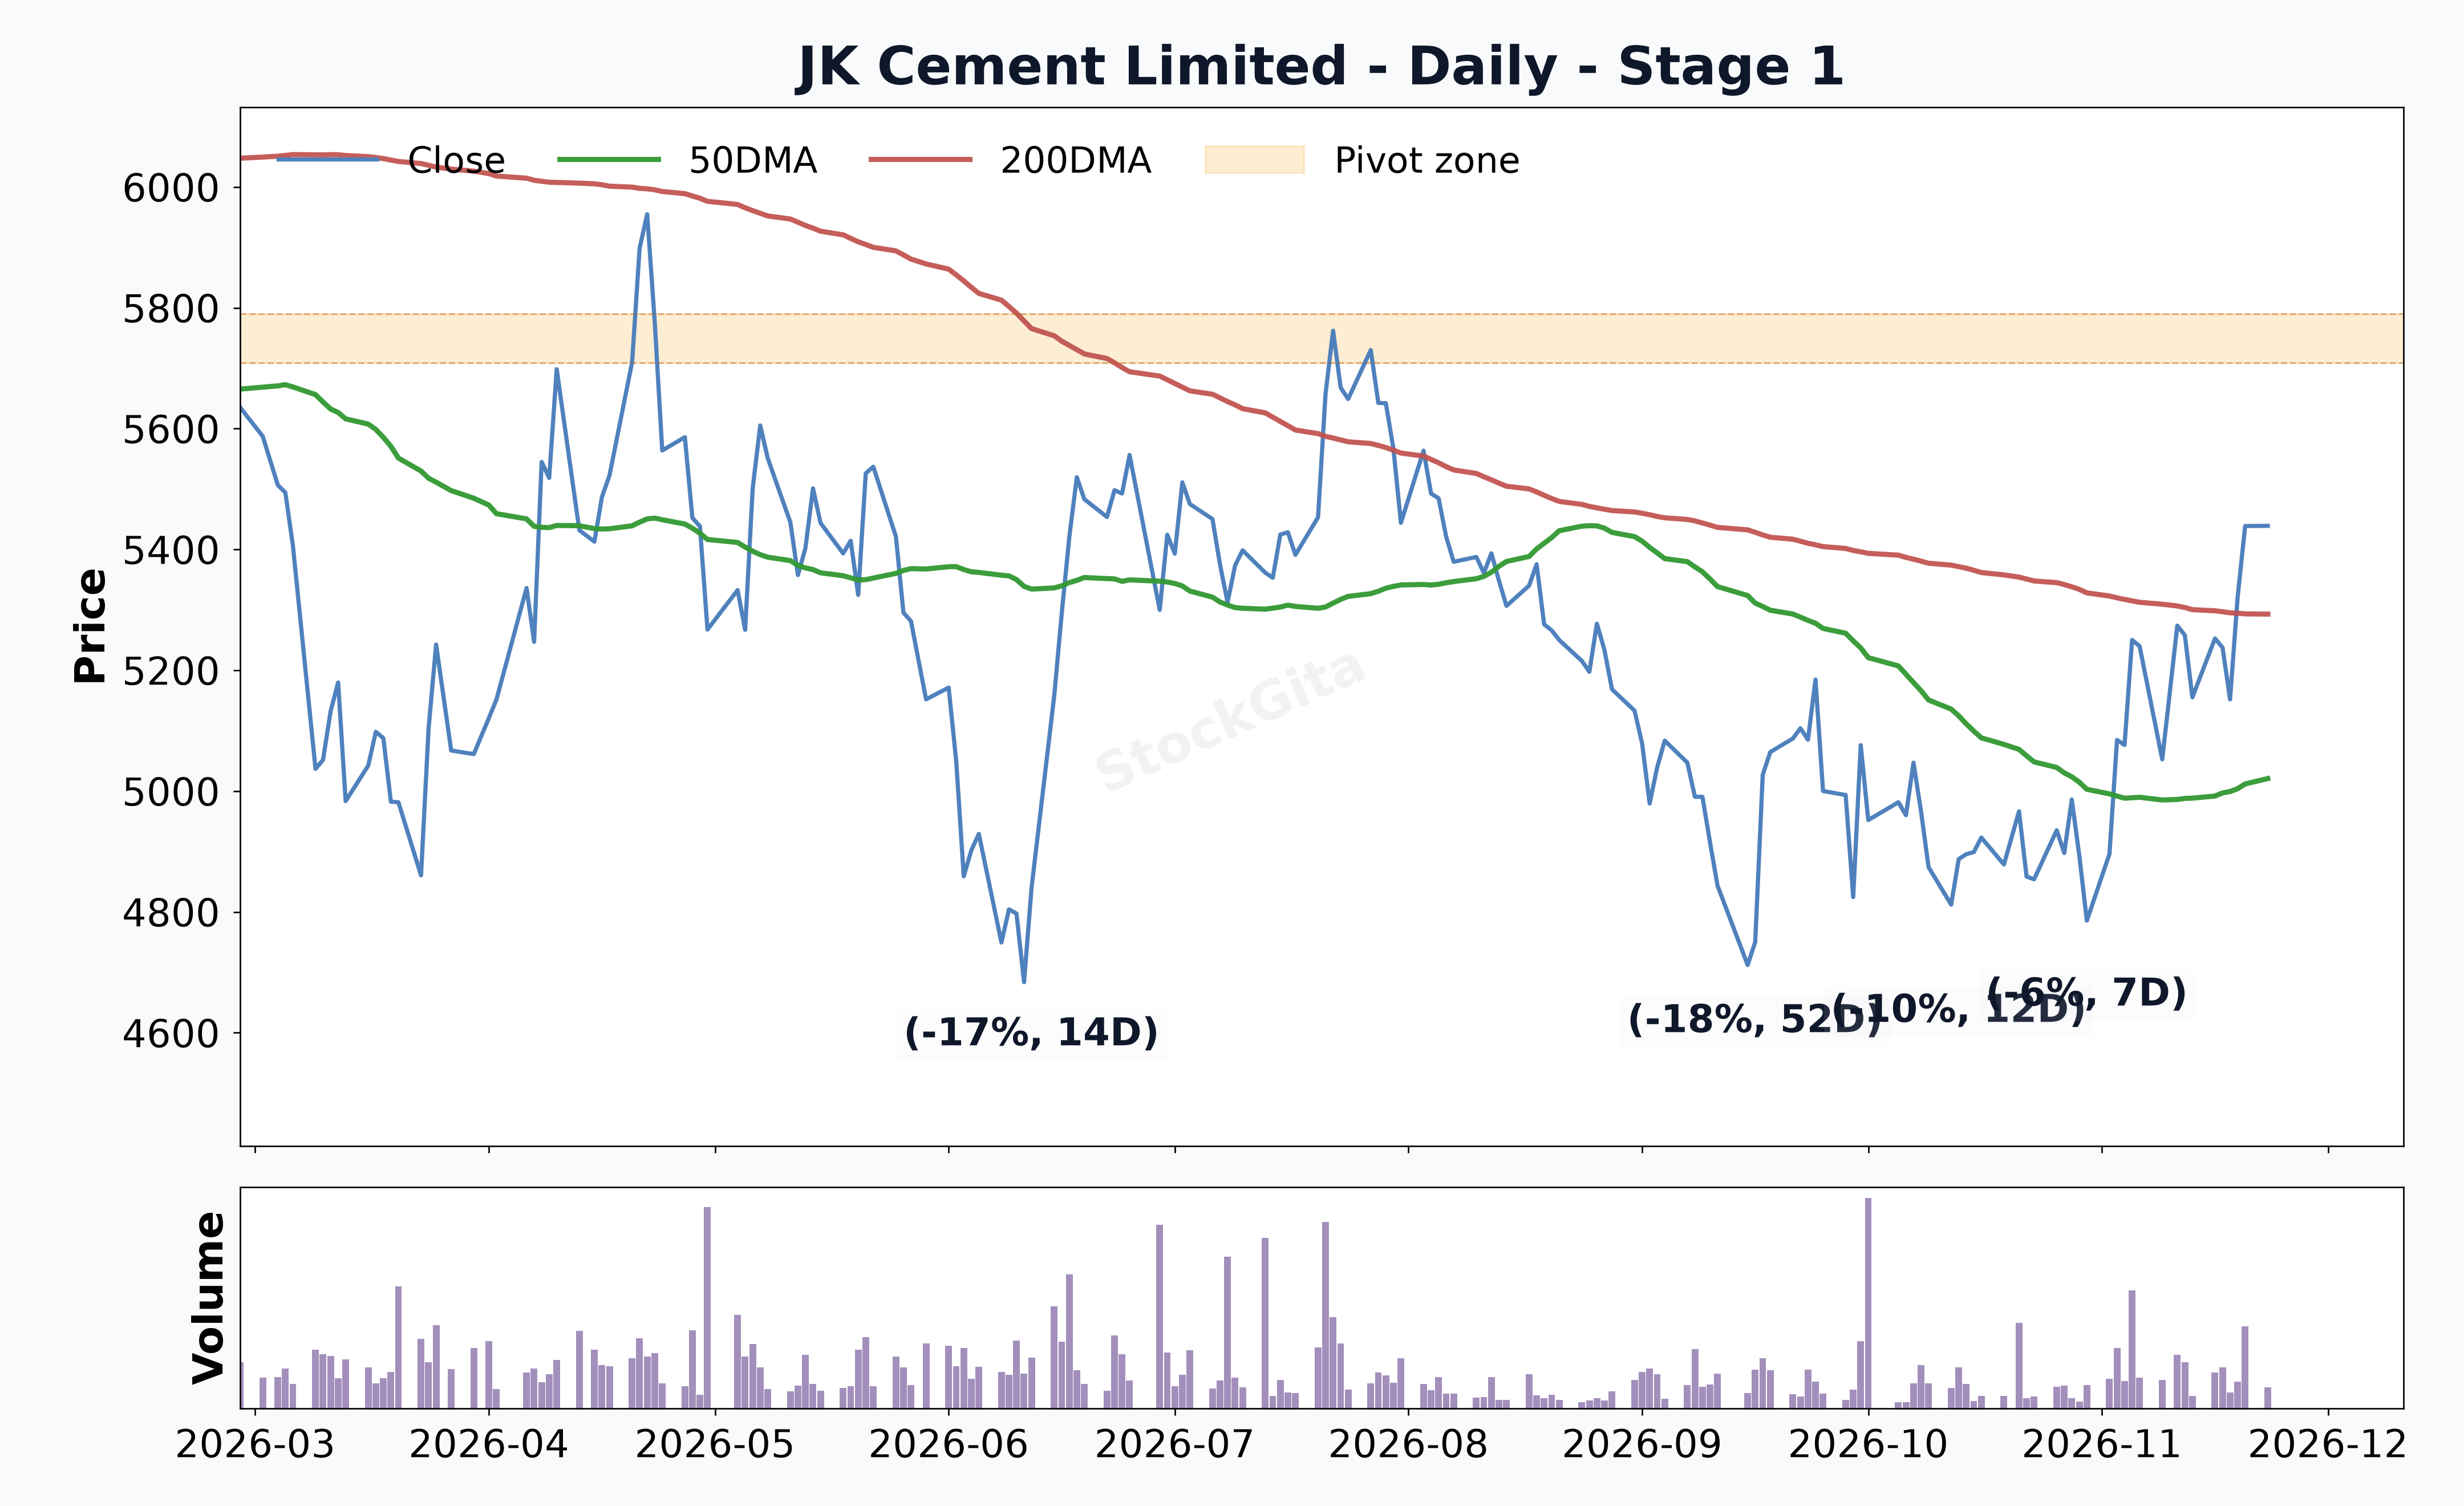 JK Cement Limited - Daily - Stage 1
Close
50DMA
200DMA
Pivot zone
6000
5800
5600
5400
5200
5000
4800
4600
Price
StockGita
(-17%, 14D)
(-18%, 52D)
(-10%, 12D)
(-6%, 7D)
Volume
2026-03
2026-04
2026-05
2026-06
2026-07
2026-08
2026-09
2026-10
2026-11
2026-12